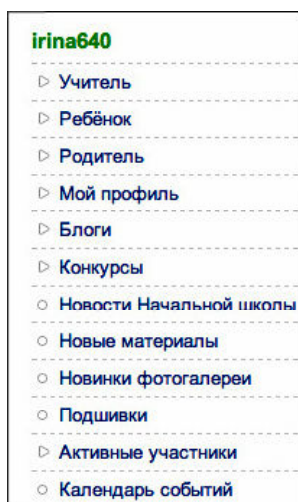 irina640
Учитель
Ребёнок
Родитель
Мой профиль
Блоги
Конкурсы
Новости Начальной школы
Новые материалы
Новинки фотогалереи
Подшивки
Активные участники
Календарь событий